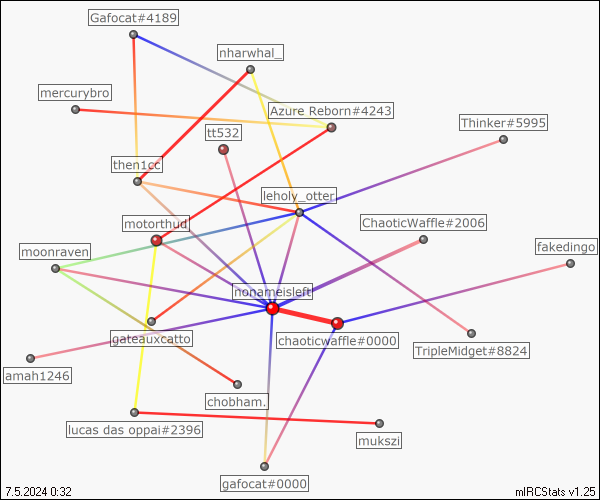 Gafocat#4189
nharwhal_
mercurybro
Azure Reborn#4243
Thinker#5995
tt532
then1cc
leholy_otter
motorthud
ChaoticWaffle#2006
moonraven
fakedingo
nonameisleft
gateauxcatto
chaoticwaffle#0000
TripleMidget#8824
amah1246
chobham.
lucas das oppai#2396
mukszi
gafocat#0000
7.5.2024 0:32
mIRCStats v1.25